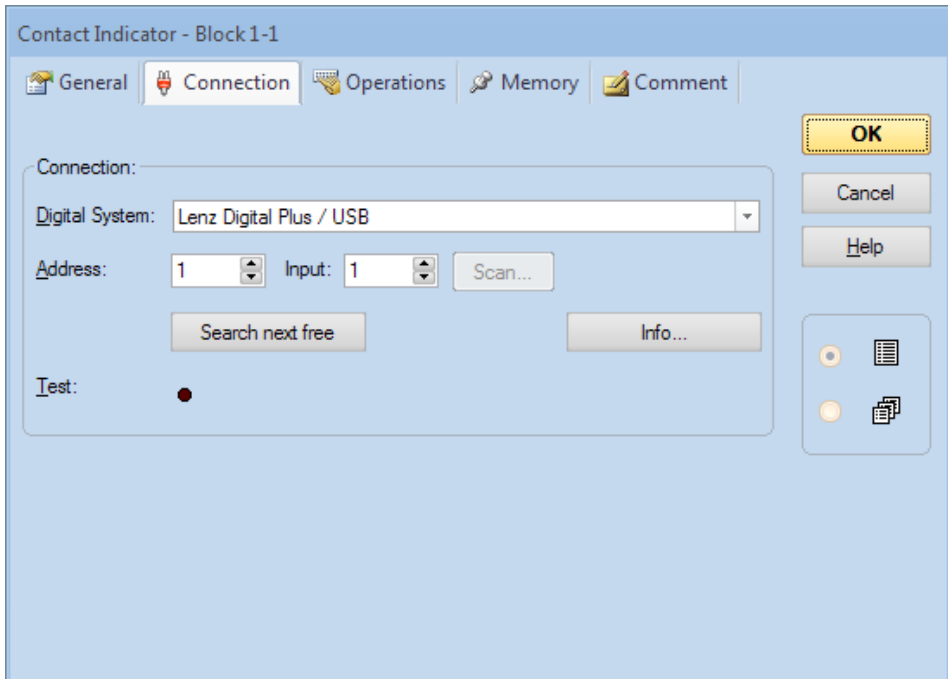 Contact Indicator - Block 1-1
General Connection Operations Memory Comment
OK
Connection:
Cancel
Digital System: Lenz Digital Plus / USB
Help
Address: 1 Input: 1 Scan...
Search next free Info...
Test: